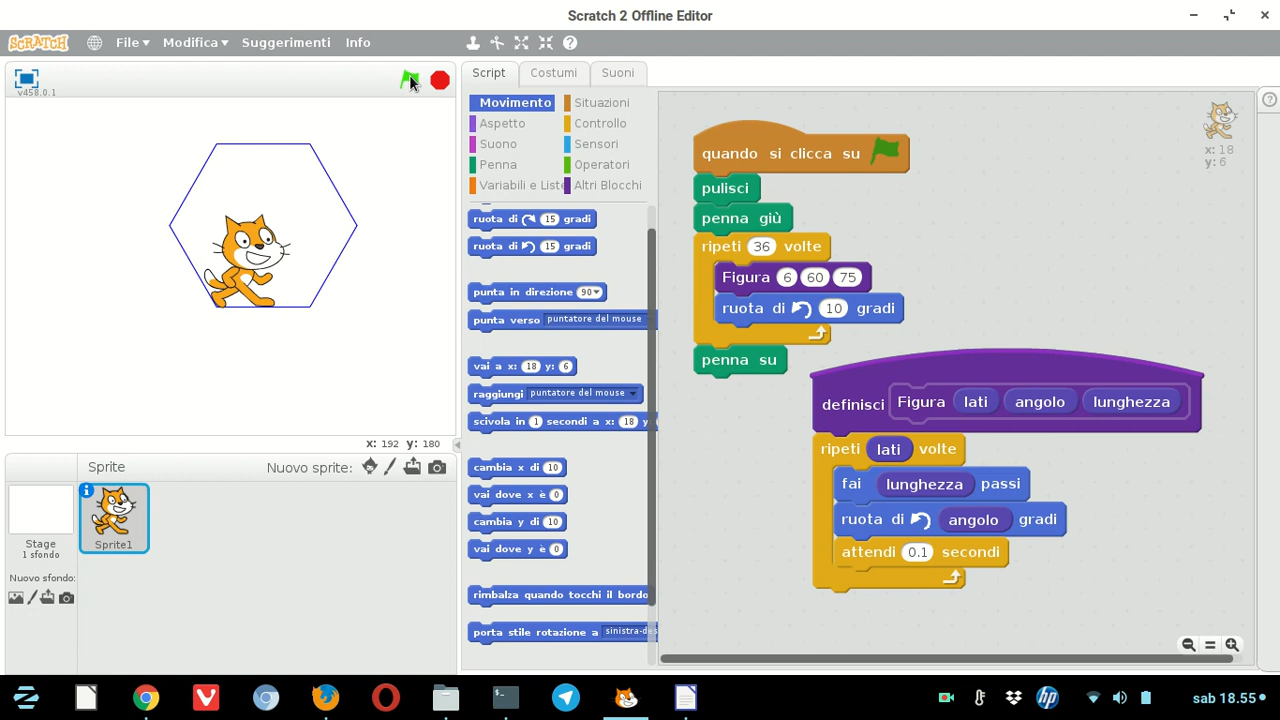 Scratch 2 Offline Editor
SCRATCH File Modifica Suggerimenti Info
v458.0.1
Script Costumi Suoni
Movimento Situazioni
Aspetto Controllo
Suono Sensori
Penna Operatori
Variabili e Liste Altri Blocchi
ruota di 15 gradi
ruota di 15 gradi
punta in direzione 90
punta verso puntatore del mouse
vai a x: 18 y: 6
raggiungi puntatore del mouse
scivola in 1 secondi a x: 18 y
cambia x di 10
vai dove x è 0
cambia y di 10
vai dove y è 0
rimbalza quando tocchi il bordo
porta stile rotazione a sinistra-des
quando si clicca su
pulisci
penna giù
ripeti 36 volte
Figura 6 60 75
ruota di 10 gradi
penna su
definisci Figura lati angolo lunghezza
ripeti lati volte
fai lunghezza passi
ruota di angolo gradi
attendi 0.1 secondi
x: 18
y: 6
x: 192 y: 180
Sprite Nuovo sprite:
Stage
1 sfondo
Sprite1
Nuovo sfondo:
sab 18.55